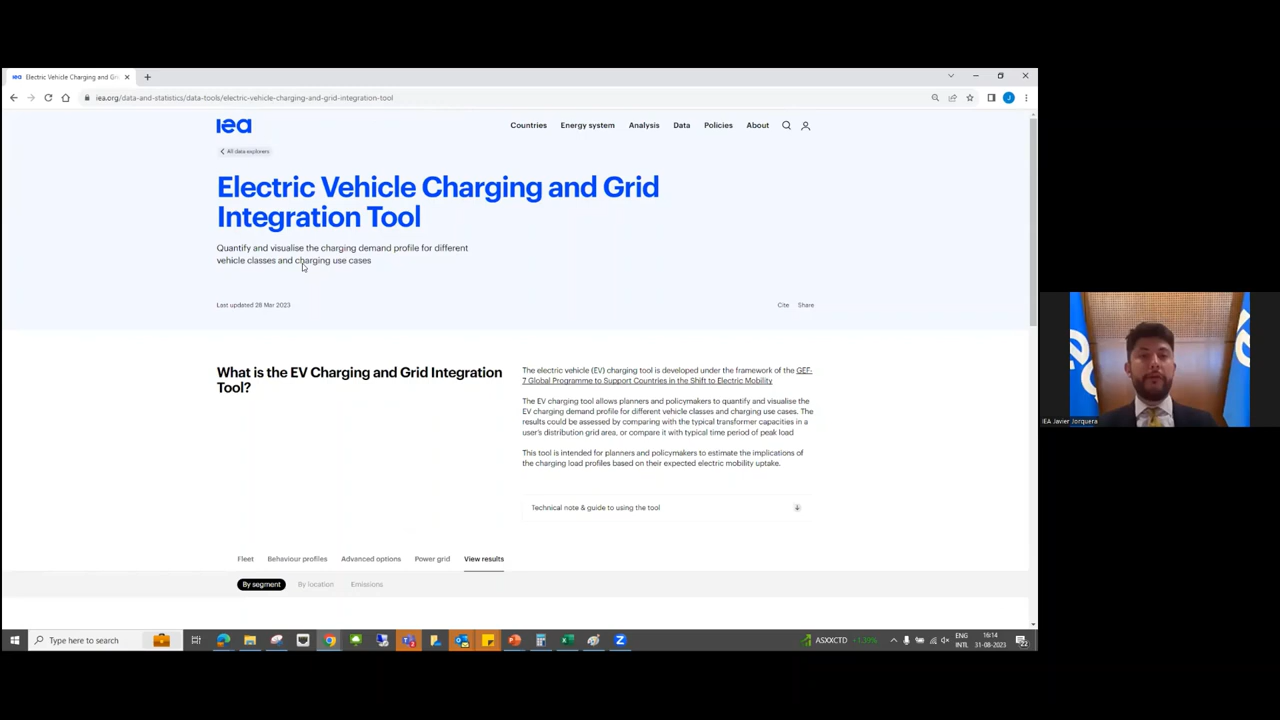 Electric Vehicle Charging and Gri
iea.org/data-and-statistics/data-tools/electric-vehicle-charging-and-grid-integration-tool
iea
Countries Energy system Analysis Data Policies About
All data explorers
Electric Vehicle Charging and Grid
Integration Tool
Quantify and visualise the charging demand profile for different
vehicle classes and charging use cases
Last updated 28 Mar 2023
Cite Share
What is the EV Charging and Grid Integration
Tool?
The electric vehicle (EV) charging tool is developed under the framework of the GEF-
7 Global Programme to Support Countries in the Shift to Electric Mobility
The EV charging tool allows planners and policymakers to quantify and visualise the
EV charging demand profile for different vehicle classes and charging use cases. The
results could be assessed by comparing with the typical transformer capacities in a
user's distribution grid area, or compare it with typical time period of peak load
This tool is intended for planners and policymakers to estimate the implications of
the charging load profiles based on their expected electric mobility uptake.
Technical note & guide to using the tool
Fleet Behaviour profiles Advanced options Power grid View results
By segment By location Emissions
Type here to search
ASXXCTD
ENG
INTL
16:14
31-08-2023
IEA Javier Jorquera